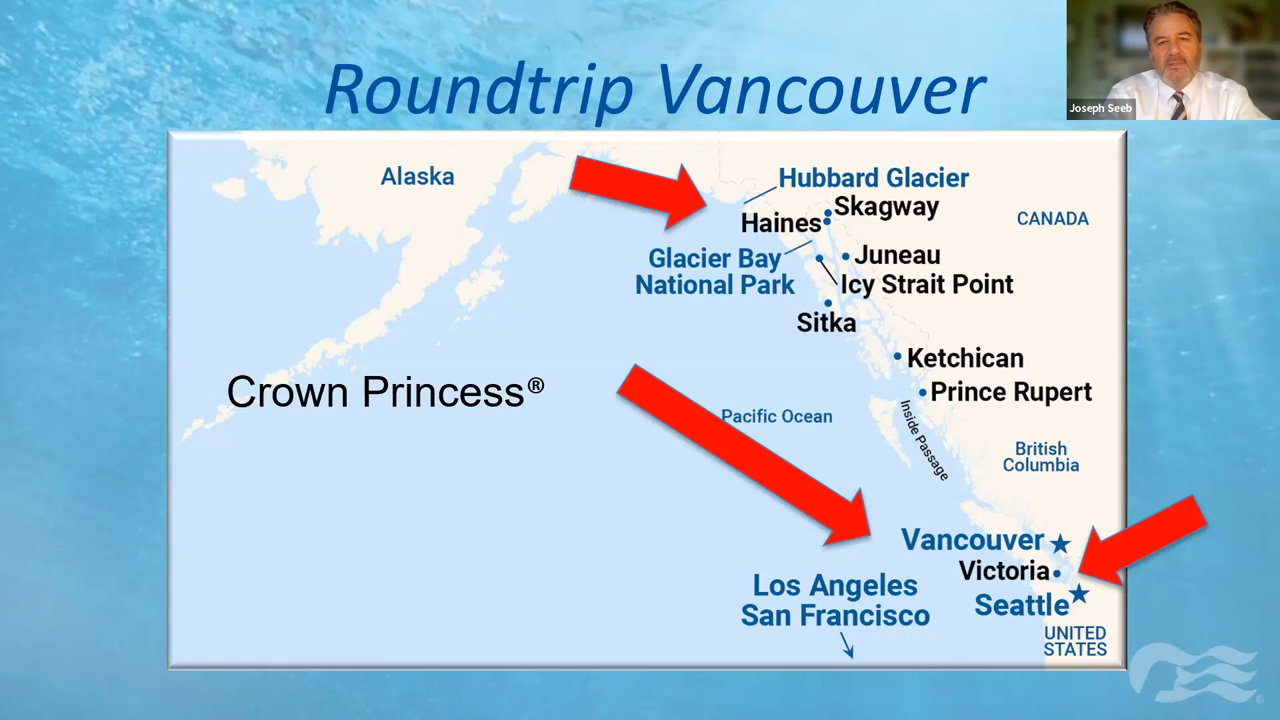 Roundtrip Vancouver
Joseph Seeb
Alaska
Hubbard Glacier
Skagway
Haines
CANADA
Glacier Bay
National Park
Juneau
Icy Strait Point
Sitka
Ketchican
Crown Princess®
Prince Rupert
Pacific Ocean
Inside Passage
British
Columbia
Vancouver
Victoria
Los Angeles
San Francisco
Seattle
UNITED
STATES
®